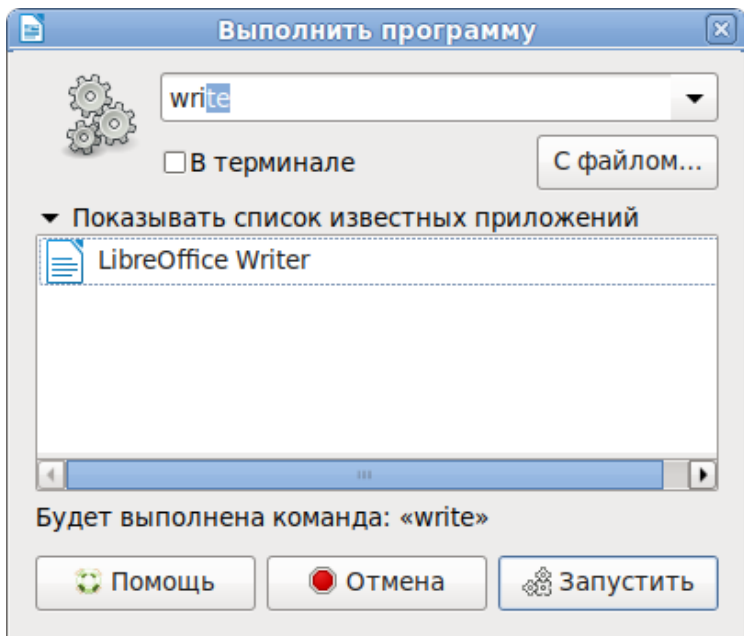 Выполнить программу
write
В терминале
С файлом...
Показывать список известных приложений
LibreOffice Writer
Будет выполнена команда: «write»
Помощь
Отмена
Запустить